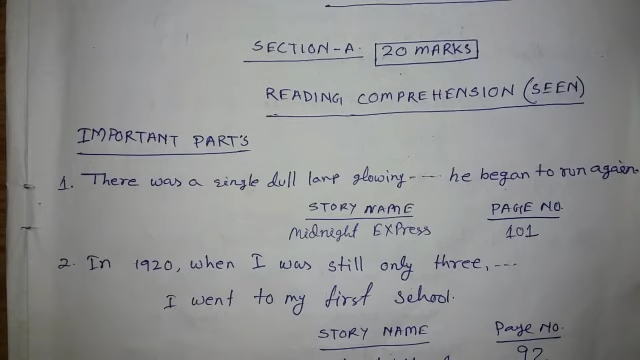 SECTION-A. 20 MARKS
READING COMPREHENSION (SEEN)
IMPORTANT PART'S
1. There was a single dull lamp glowing---- he began to run again.
STORY NAME PAGE NO.
Midnight EXPress 101
2. In 1920, when I was still only three,---
I went to my first school.
STORY NAME Page No.
92